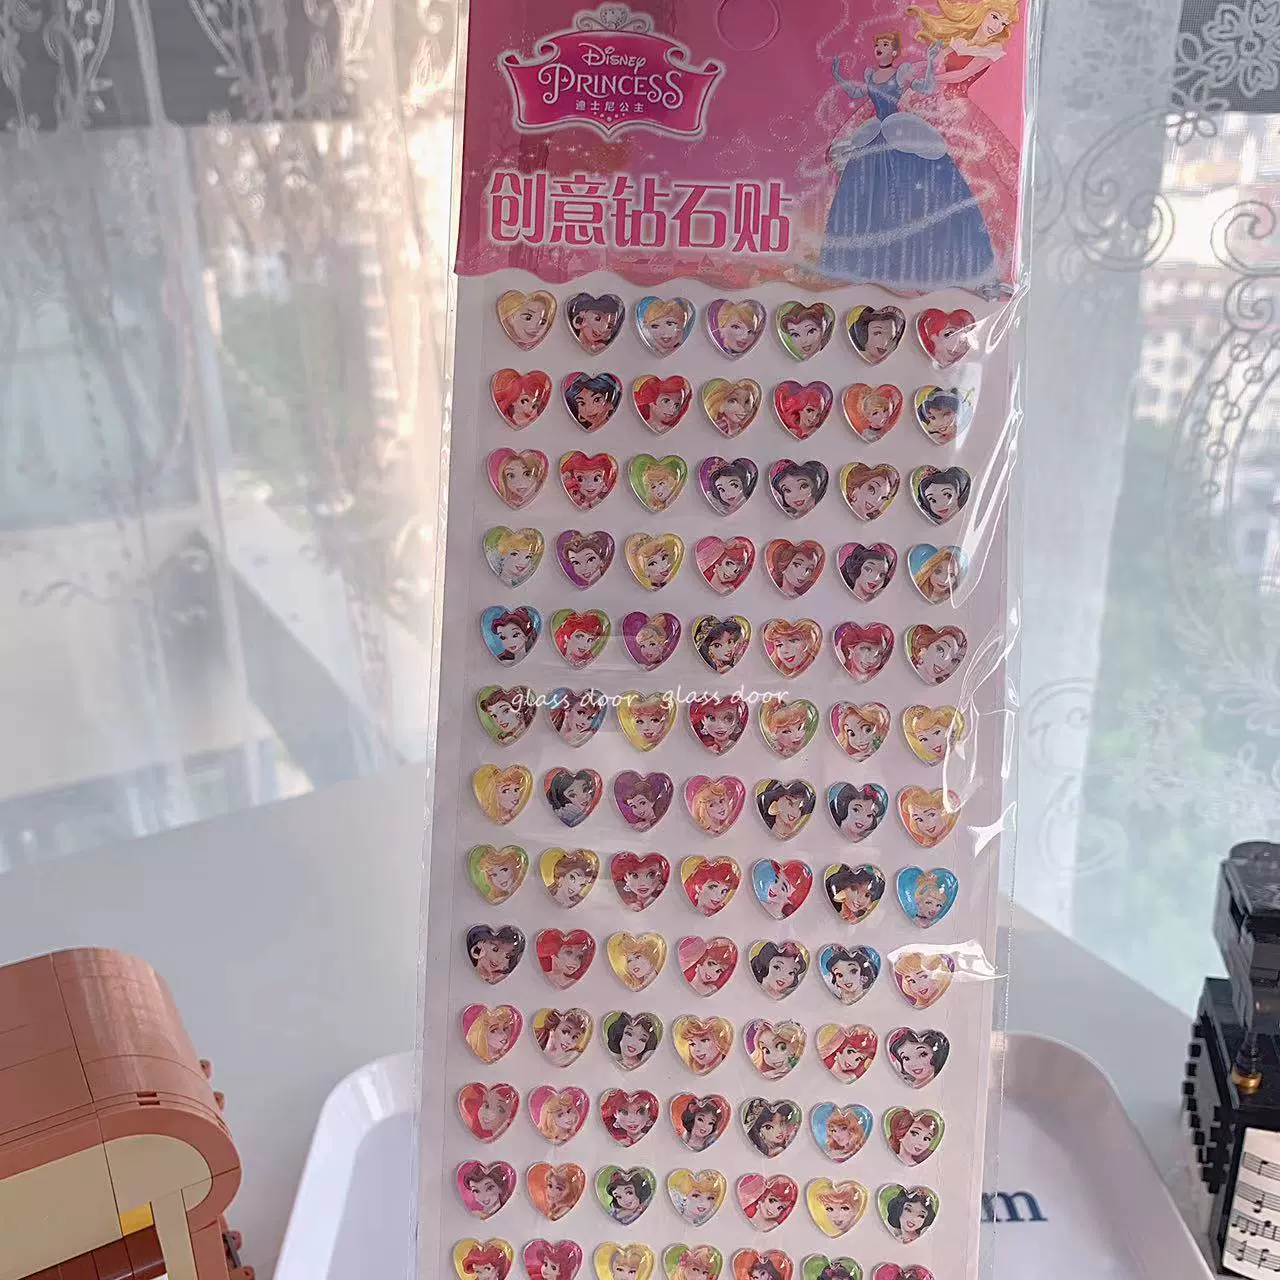 Disney
PRINCESS
迪士尼公主
创意钻石贴
glass door glass door
m